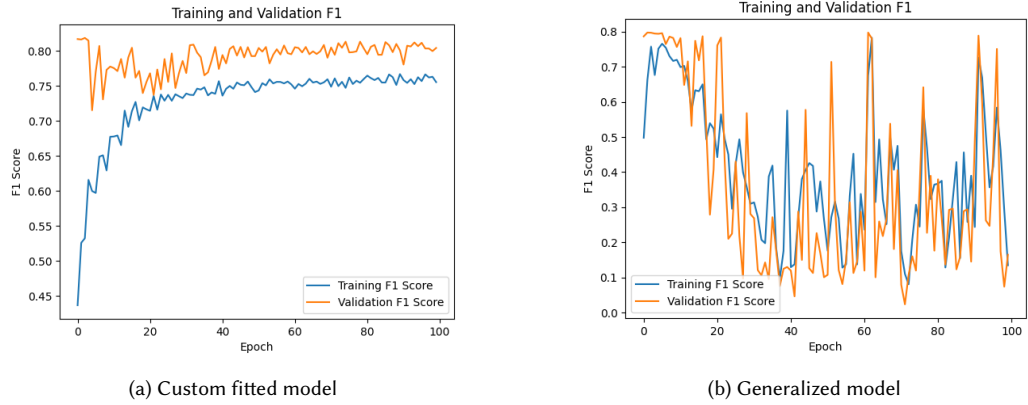 Training and Validation F1
0.80
0.75
0.70
0.65
0.60
0.55
0.50
0.45
F1 Score
Training F1 Score
Validation F1 Score
0 20 40 60 80 100
Epoch
(a) Custom fitted model
Training and Validation F1
0.8
0.7
0.6
0.5
0.4
0.3
0.2
0.1
0.0
F1 Score
Training F1 Score
Validation F1 Score
0 20 40 60 80 100
Epoch
(b) Generalized model